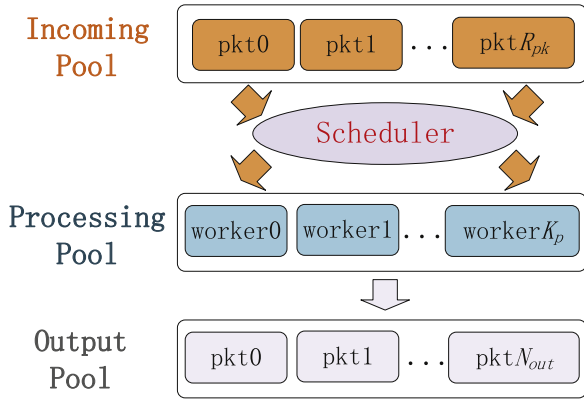 Incoming
Pool
pkt0 pkt1 ... pktR_pk
Scheduler
Processing
Pool
worker0 worker1 ... workerK_p
Output
Pool
pkt0 pkt1 ... pktN_out